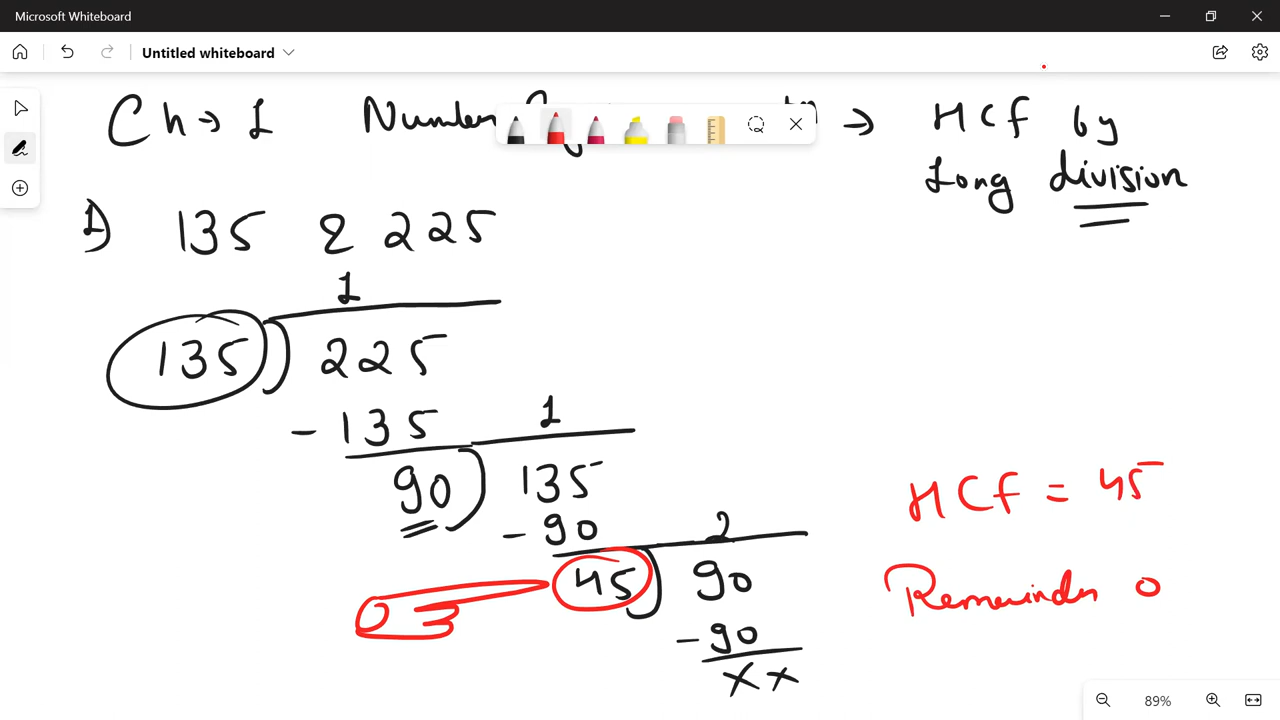 Microsoft Whiteboard
Untitled whiteboard
Ch → 1 Number → HCF by
Long division
1) 135 & 225
1
135) 225
- 135 1
90) 135
- 90 2
45) 90
- 90
x x
HCF = 45
Remainder 0
89%